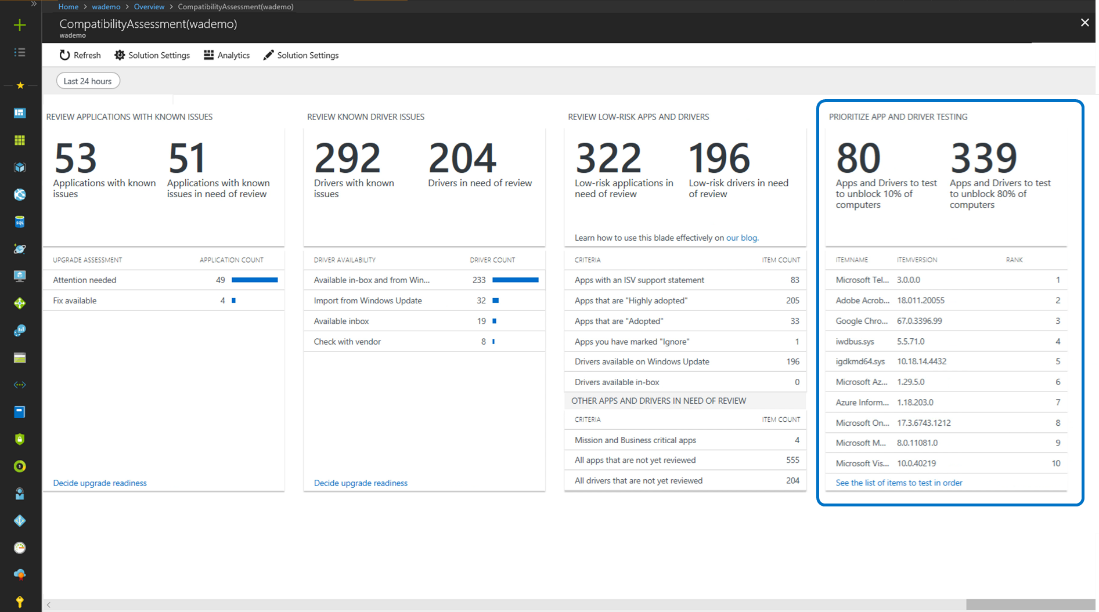 Home > wademo > Overview > CompatibilityAssessment(wademo)
CompatibilityAssessment(wademo)
wademo
Refresh Solution Settings Analytics Solution Settings
Last 24 hours
REVIEW APPLICATIONS WITH KNOWN ISSUES
53 51
Applications with known issues
Applications with known issues in need of review
UPGRADE ASSESSMENT APPLICATION COUNT
Attention needed 49
Fix available 4
Decide upgrade readiness
REVIEW KNOWN DRIVER ISSUES
292 204
Drivers with known issues
Drivers in need of review
DRIVER AVAILABILITY DRIVER COUNT
Available in-box and from Win... 233
Import from Windows Update 32
Available inbox 19
Check with vendor 8
Decide upgrade readiness
REVIEW LOW-RISK APPS AND DRIVERS
322 196
Low-risk applications in need of review
Low-risk drivers in need of review
Learn how to use this blade effectively on our blog.
CRITERIA ITEM COUNT
Apps with an ISV support statement 83
Apps that are "Highly adopted" 205
Apps that are "Adopted" 33
Apps you have marked "Ignore" 1
Drivers available on Windows Update 196
Drivers available in-box 0
OTHER APPS AND DRIVERS IN NEED OF REVIEW
CRITERIA ITEM COUNT
Mission and Business critical apps 4
All apps that are not yet reviewed 555
All drivers that are not yet reviewed 204
PRIORITIZE APP AND DRIVER TESTING
80 339
Apps and Drivers to test to unblock 10% of computers
Apps and Drivers to test to unblock 80% of computers
ITEMNAME ITEMVERSION RANK
Microsoft Tel... 3.0.0.0 1
Adobe Acrob... 18.011.20055 2
Google Chro... 67.0.3396.99 3
iwdbus.sys 5.5.71.0 4
igdkmd64.sys 10.18.14.4432 5
Microsoft Az... 1.29.5.0 6
Azure Inform... 1.18.203.0 7
Microsoft On... 17.3.6743.1212 8
Microsoft M... 8.0.11081.0 9
Microsoft Vis... 10.0.40219 10
See the list of items to test in order